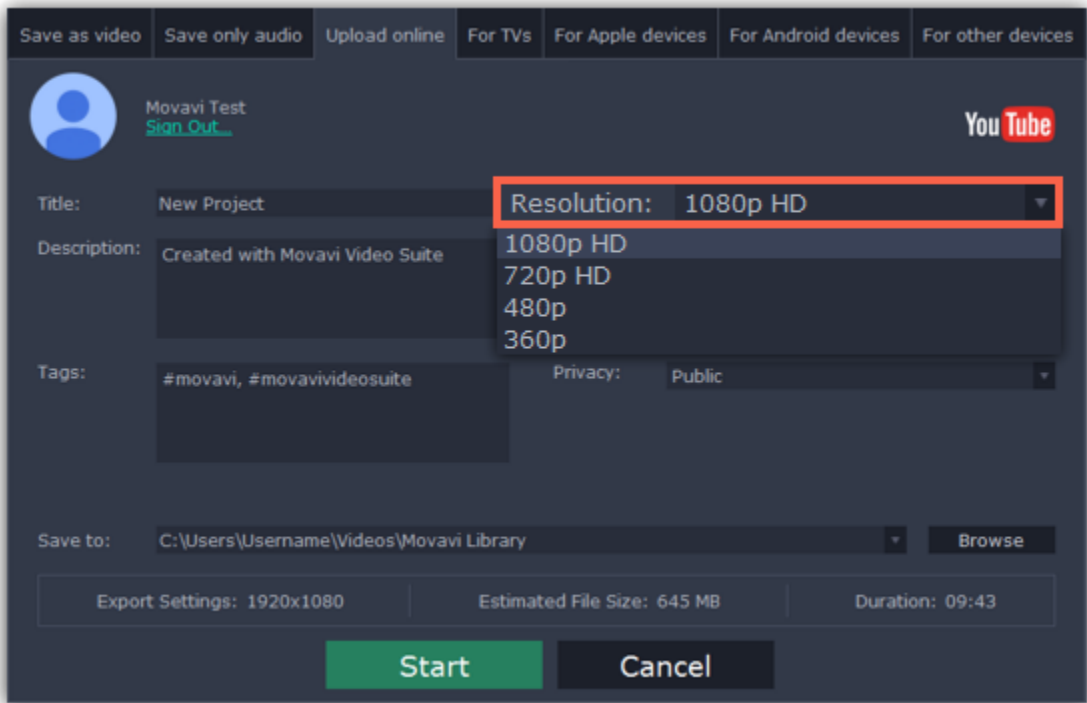 Save as video Save only audio Upload online For TVs For Apple devices For Android devices For other devices
Movavi Test
Sign Out...
YouTube
Title: New Project
Resolution: 1080p HD
1080p HD
720p HD
480p
360p
Description: Created with Movavi Video Suite
Tags: #movavi, #movavivideosuite
Privacy: Public
Save to: C:\Users\Username\Videos\Movavi Library Browse
Export Settings: 1920x1080 Estimated File Size: 645 MB Duration: 09:43
Start Cancel